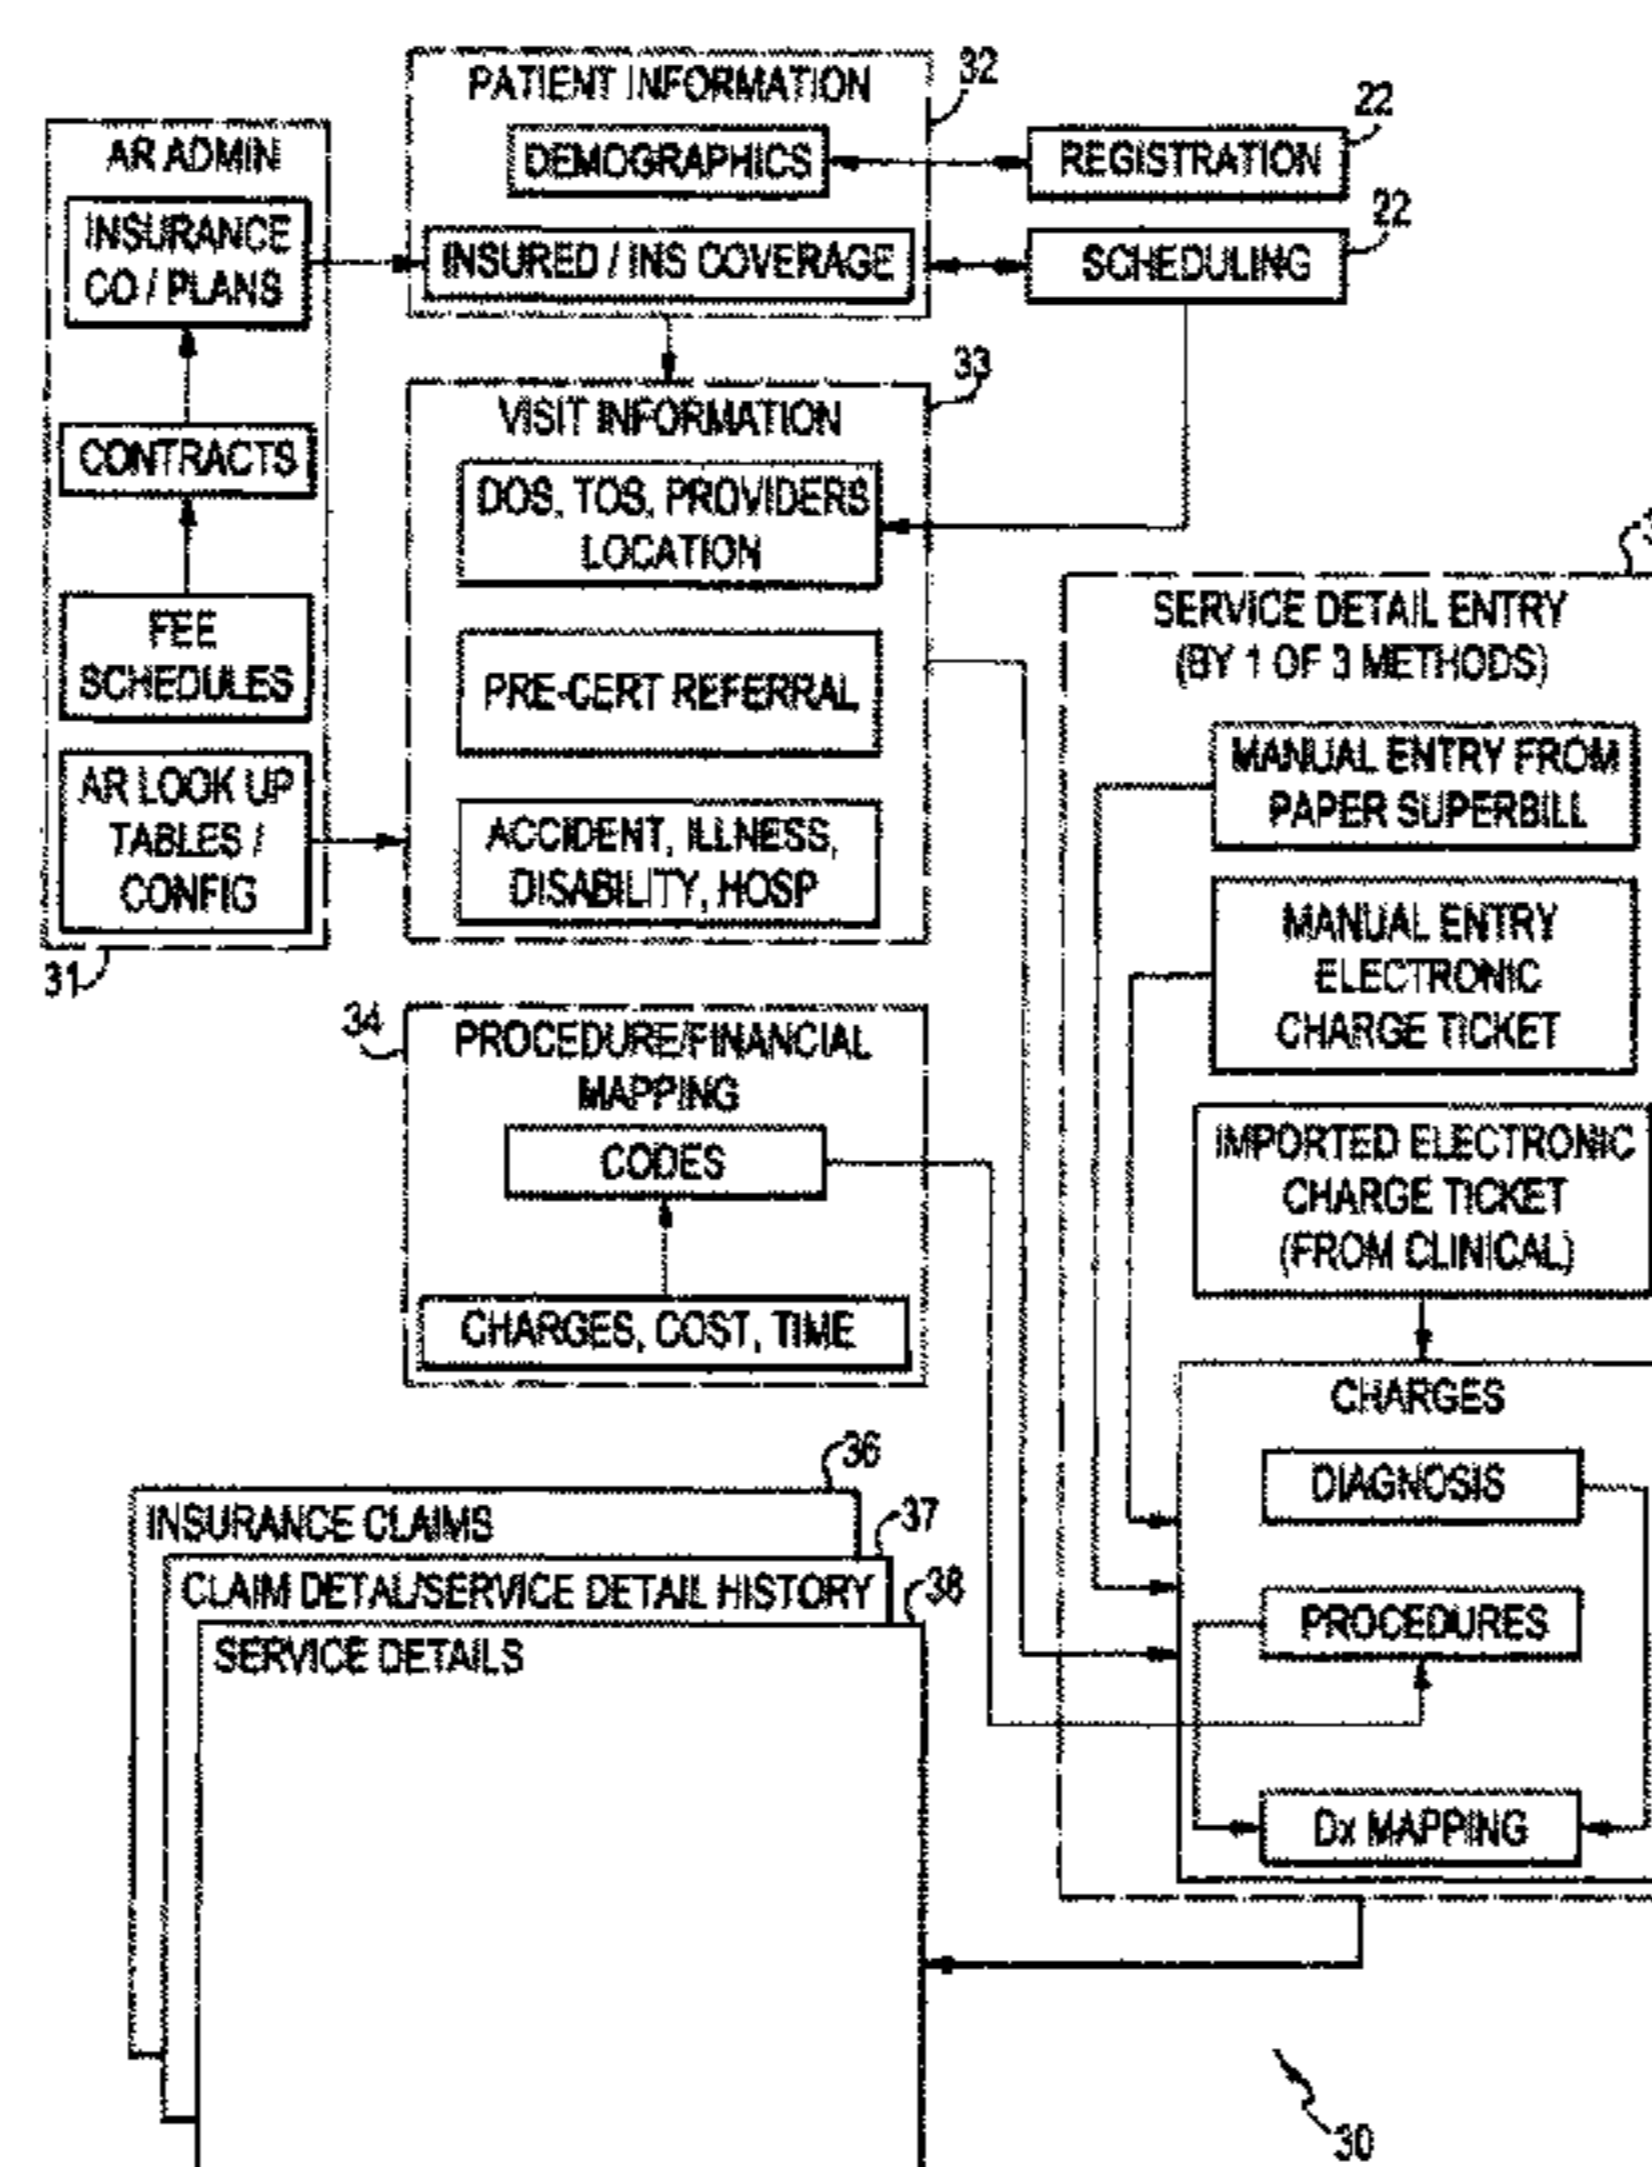 32
PATIENT INFORMATION
22
AR ADMIN
DEMOGRAPHICS
REGISTRATION
22
INSURANCE
CO / PLANS
INSURED / INS COVERAGE
SCHEDULING
33
VISIT INFORMATION
CONTRACTS
DOS, TOS, PROVIDERS
LOCATION
FEE
SCHEDULES
SERVICE DETAIL ENTRY
(BY 1 OF 3 METHODS)
PRE-CERT REFERRAL
MANUAL ENTRY FROM
PAPER SUPERBILL
AR LOOK UP
TABLES /
CONFIG
ACCIDENT, ILLNESS,
DISABILITY, HOSP
MANUAL ENTRY
ELECTRONIC
CHARGE TICKET
31
34
PROCEDURE/FINANCIAL
MAPPING
CODES
IMPORTED ELECTRONIC
CHARGE TICKET
(FROM CLINICAL)
CHARGES, COST, TIME
CHARGES
36
DIAGNOSIS
INSURANCE CLAIMS
37
CLAIM DETAL/SERVICE DETAIL HISTORY
38
PROCEDURES
SERVICE DETAILS
Dx MAPPING
30